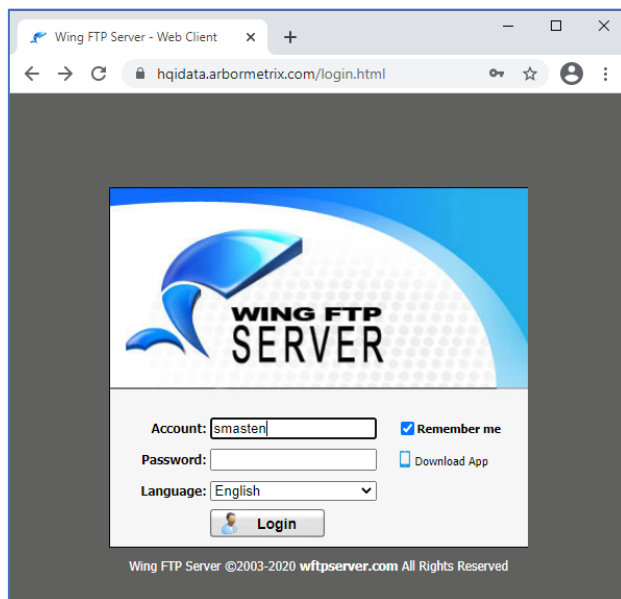 Wing FTP Server - Web Client
hqidata.arbormetrix.com/login.html
WING FTP
SERVER
Account: smasten
Remember me
Password:
Download App
Language: English
Login
Wing FTP Server ©2003-2020 wftpserver.com All Rights Reserved